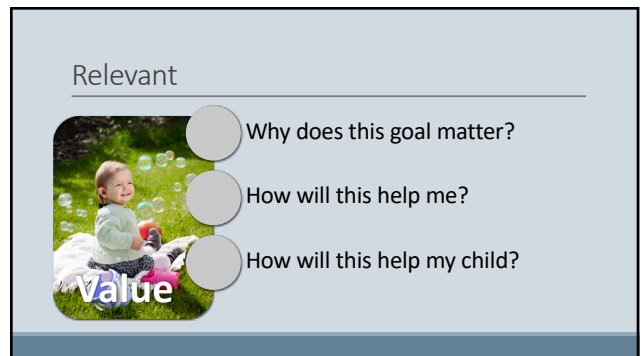 Relevant
Why does this goal matter?
How will this help me?
How will this help my child?
Value